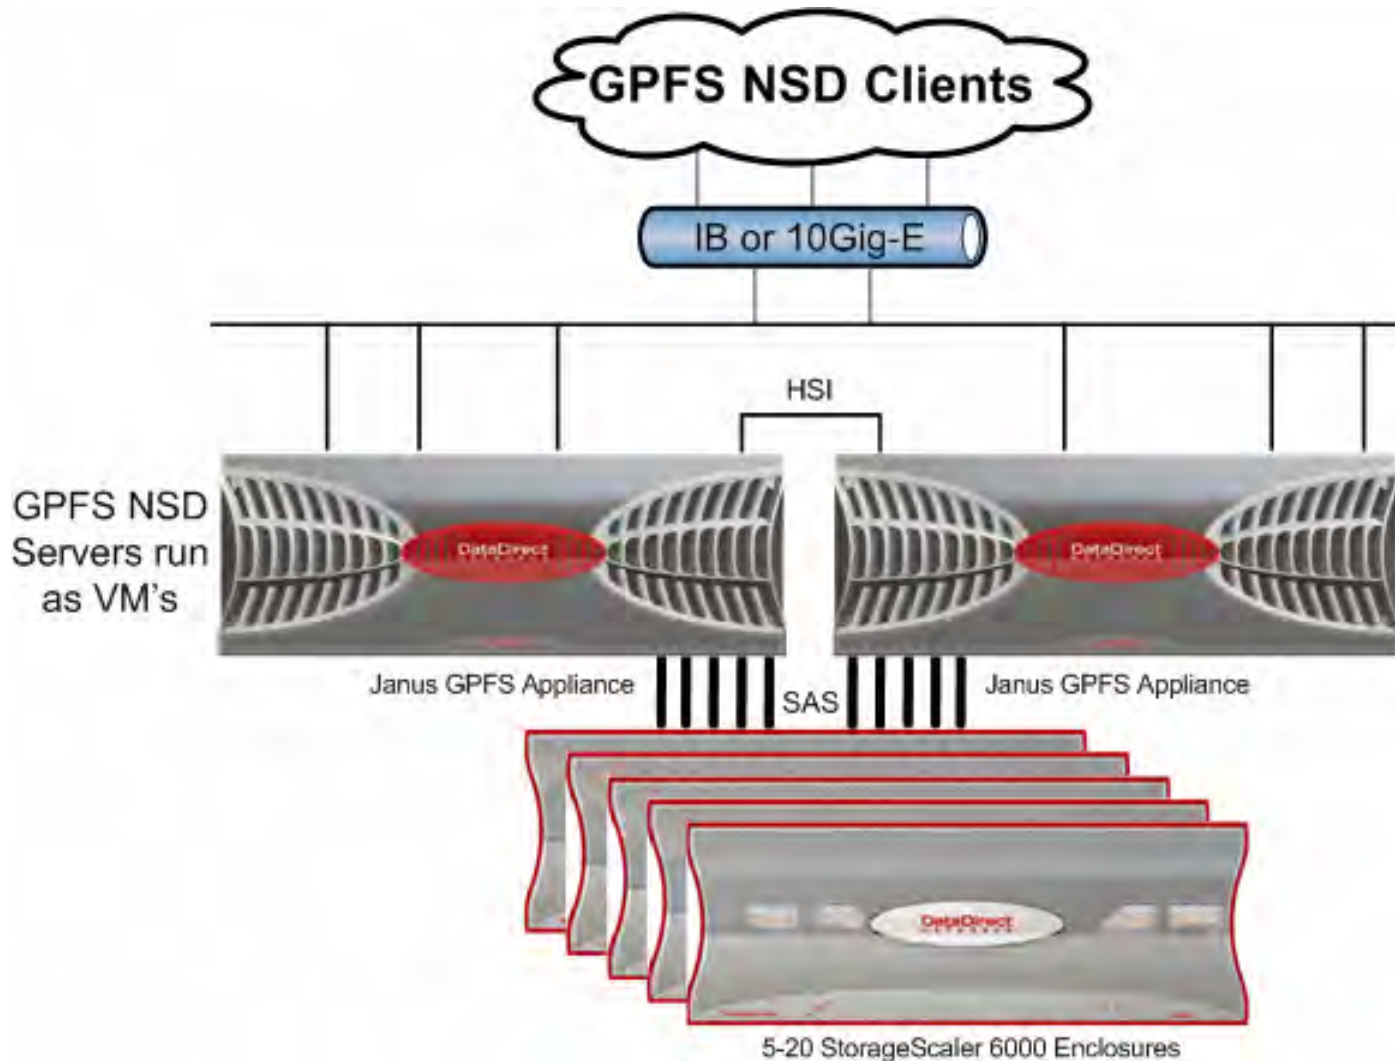 GPFS NSD Clients
IB or 10Gig-E
HSI
GPFS NSD
Servers run
as VM's
DataDirect
DataDirect
Janus GPFS Appliance
SAS
Janus GPFS Appliance
DataDirect
NETWORKS
5-20 StorageScaler 6000 Enclosures